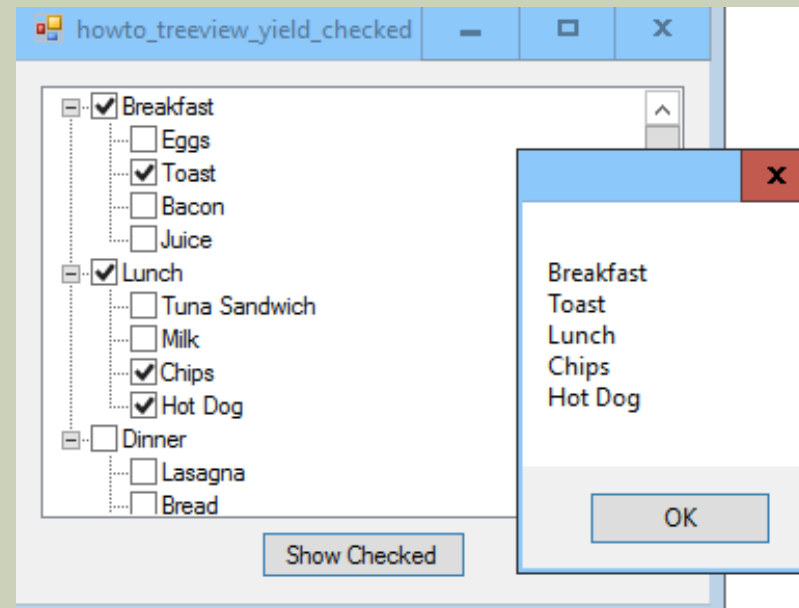 howto_treeview_yield_checked
Breakfast
Eggs
Toast
Bacon
Juice
Lunch
Tuna Sandwich
Milk
Chips
Hot Dog
Dinner
Lasagna
Bread
Show Checked
Breakfast
Toast
Lunch
Chips
Hot Dog
OK